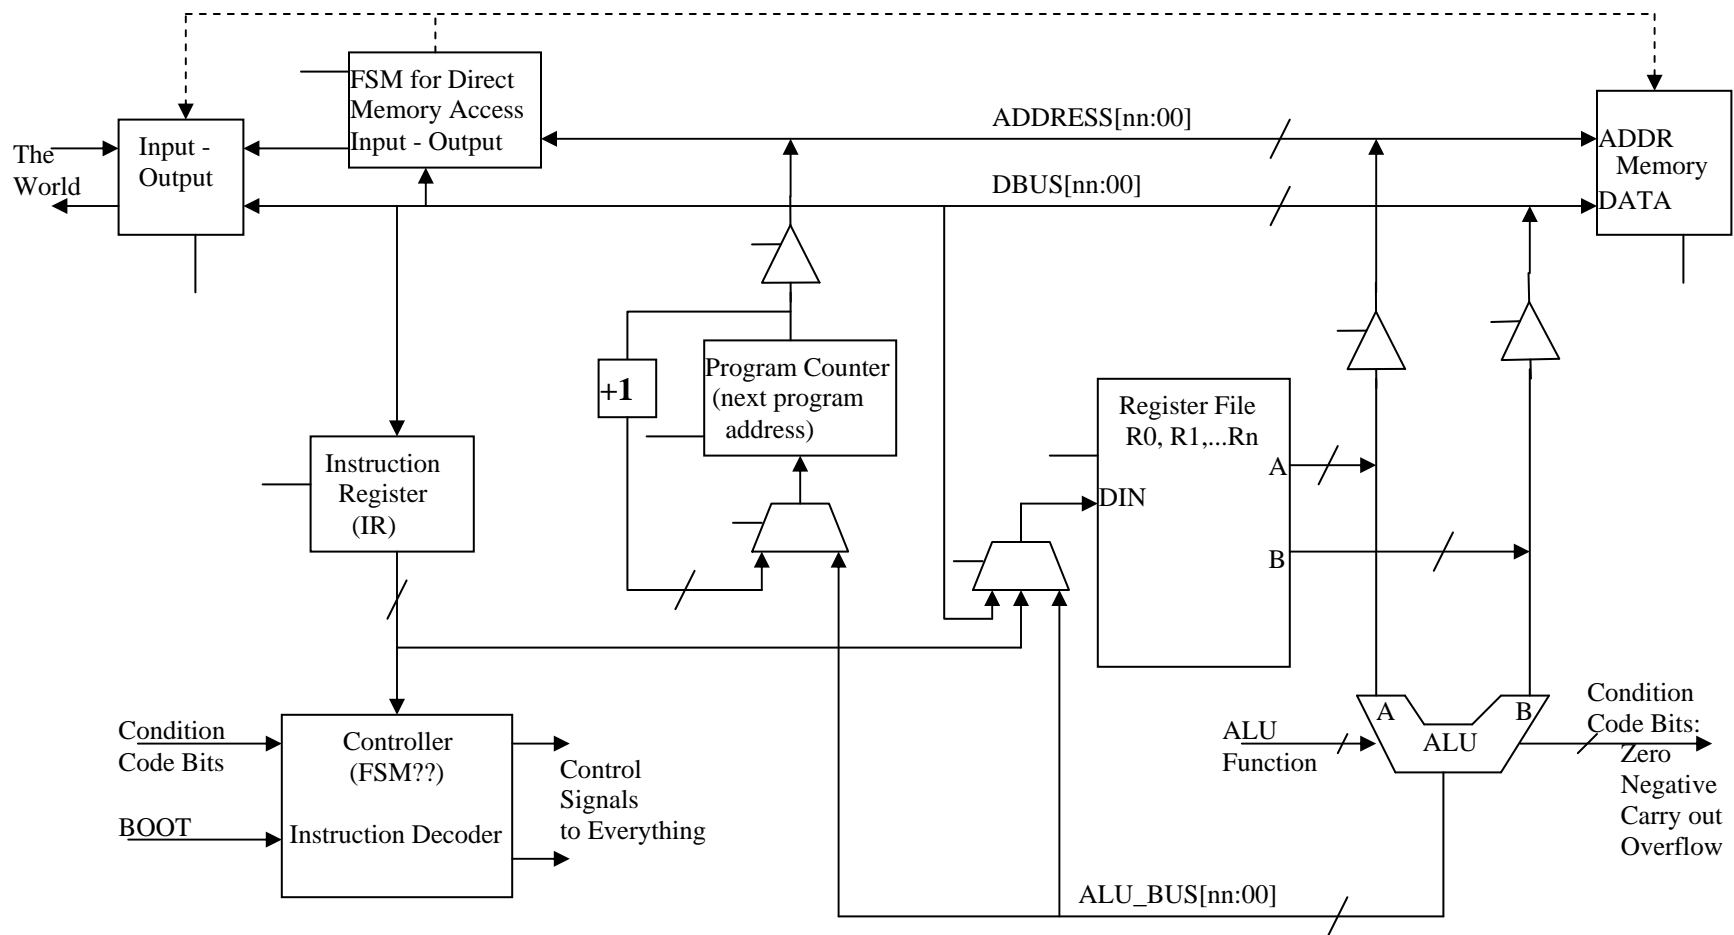 FSM for Direct
Memory Access
Input - Output
The
World
Input -
Output
ADDRESS[nn:00]
DBUS[nn:00]
ADDR
Memory
DATA
+1
Program Counter
(next program
address)
Register File
R0, R1,...Rn
A
DIN
B
Instruction
Register
(IR)
Condition
Code Bits
BOOT
Controller
(FSM??)
Instruction Decoder
Control
Signals
to Everything
ALU
Function
A
B
ALU
Condition
Code Bits:
Zero
Negative
Carry out
Overflow
ALU_BUS[nn:00]